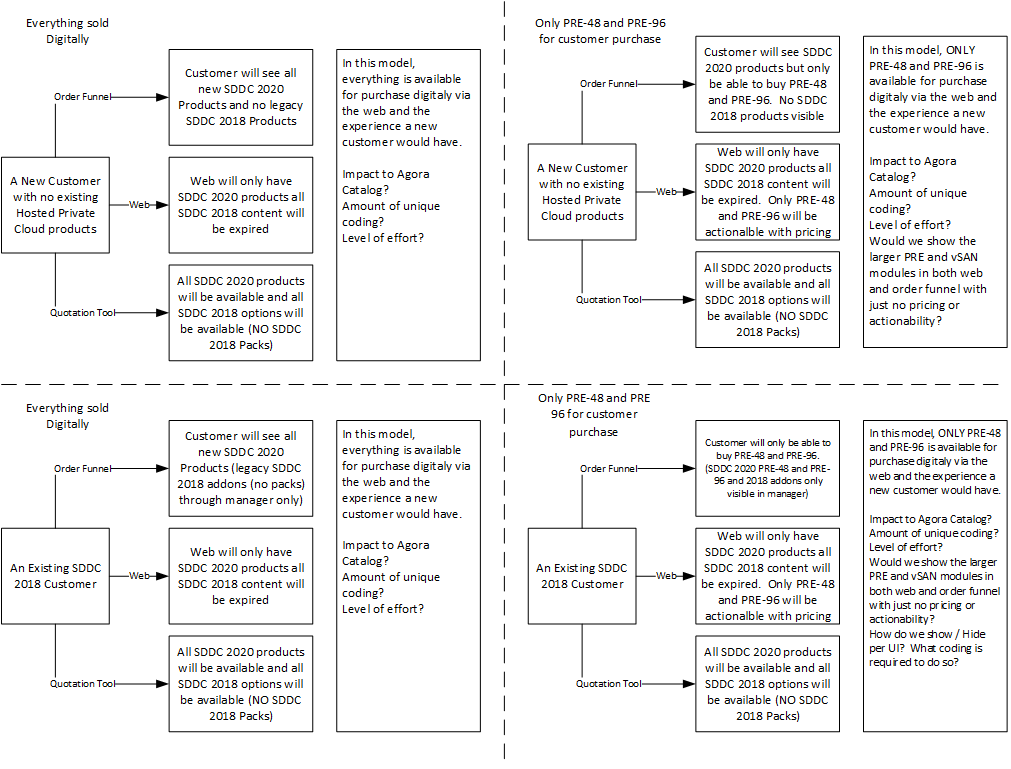 Everything sold
Digitally
Order Funnel
Customer will see all
new SDDC 2020
Products and no legacy
SDDC 2018 Products
A New Customer
with no existing
Hosted Private
Cloud products
Web
Web will only have
SDDC 2020 products all
SDDC 2018 content will
be expired
Quotation Tool
All SDDC 2020 products
will be available and all
SDDC 2018 options will
be available (NO SDDC
2018 Packs)
In this model,
everything is available
for purchase digitaly via
the web and the
experience a new
customer would have.
Impact to Agora
Catalog?
Amount of unique
coding?
Level of effort?
Only PRE-48 and PRE-96
for customer purchase
Order Funnel
Customer will see SDDC
2020 products but only
be able to buy PRE-48
and PRE-96.  No SDDC
2018 products visible
A New Customer
with no existing
Hosted Private
Cloud products
Web
Web will only have
SDDC 2020 products all
SDDC 2018 content will
be expired.  Only PRE-48
and PRE-96 will be
actionalble with pricing
Quotation Tool
All SDDC 2020 products
will be available and all
SDDC 2018 options will
be available (NO SDDC
2018 Packs)
In this model, ONLY
PRE-48 and PRE-96 is
available for purchase
digitaly via the web and
the experience a new
customer would have.
Impact to Agora
Catalog?
Amount of unique
coding?
Level of effort?
Would we show the
larger PRE and vSAN
modules in both web
and order funnel with
just no pricing or
actionability?
Everything sold
Digitally
Order Funnel
Customer will see all
new SDDC 2020
Products (legacy SDDC
2018 addons (no packs)
through manager only)
An Existing SDDC
2018 Customer
Web
Web will only have
SDDC 2020 products all
SDDC 2018 content will
be expired
Quotation Tool
All SDDC 2020 products
will be available and all
SDDC 2018 options will
be available (NO SDDC
2018 Packs)
In this model,
everything is available
for purchase digitaly via
the web and the
experience a new
customer would have.
Impact to Agora
Catalog?
Amount of unique
coding?
Level of effort?
Only PRE-48 and PRE
96 for customer
purchase
Order Funnel
Customer will only be able to
buy PRE-48 and PRE-96.
(SDDC 2020 PRE-48 and PRE-
96 and 2018 addons only
visible in manager)
An Existing SDDC
2018 Customer
Web
Web will only have
SDDC 2020 products all
SDDC 2018 content will
be expired.  Only PRE-48
and PRE-96 will be
actionalble with pricing
Quotation Tool
All SDDC 2020 products
will be available and all
SDDC 2018 options will
be available (NO SDDC
2018 Packs)
In this model, ONLY PRE-48
and PRE-96 is available for
purchase digitaly via the
web and the experience a
new customer would have.
Impact to Agora Catalog?
Amount of unique coding?
Level of effort?
Would we show the larger
PRE and vSAN modules in
both web and order funnel
with just no pricing or
actionability?
How do we show / Hide
per UI?  What coding is
required to do so?